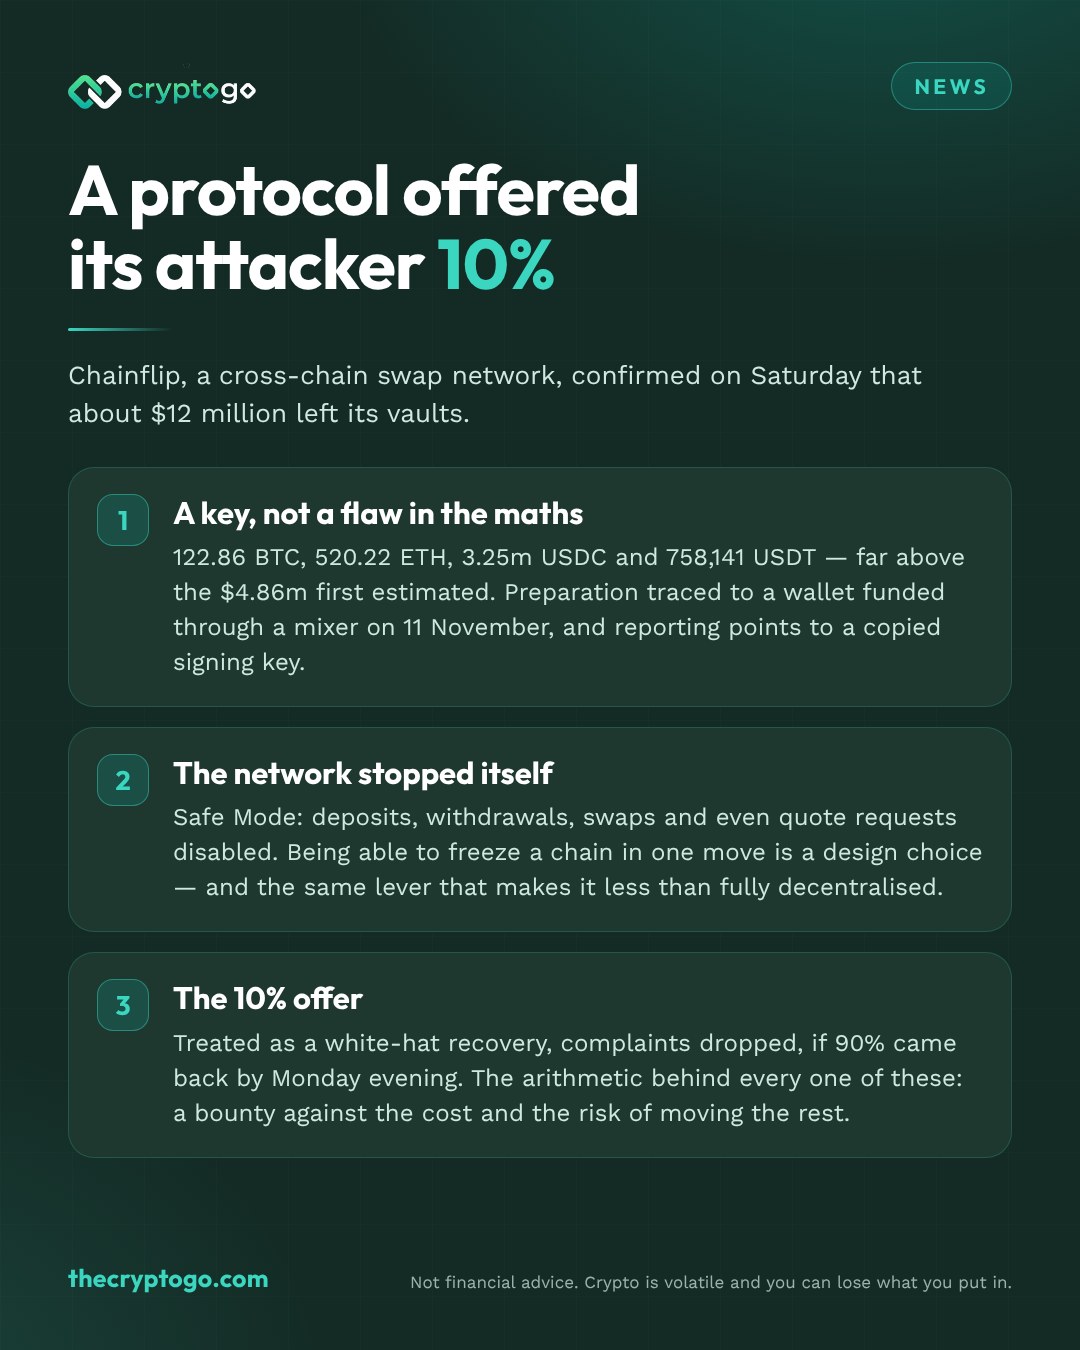 cryptogo
NEWS
A protocol offered
its attacker 10%
Chainflip, a cross-chain swap network, confirmed on Saturday that
about $12 million left its vaults.
1
A key, not a flaw in the maths
122.86 BTC, 520.22 ETH, 3.25m USDC and 758,141 USDT — far above
the $4.86m first estimated. Preparation traced to a wallet funded
through a mixer on 11 November, and reporting points to a copied
signing key.
2
The network stopped itself
Safe Mode: deposits, withdrawals, swaps and even quote requests
disabled. Being able to freeze a chain in one move is a design choice
— and the same lever that makes it less than fully decentralised.
3
The 10% offer
Treated as a white-hat recovery, complaints dropped, if 90% came
back by Monday evening. The arithmetic behind every one of these:
a bounty against the cost and the risk of moving the rest.
thecryptogo.com
Not financial advice. Crypto is volatile and you can lose what you put in.